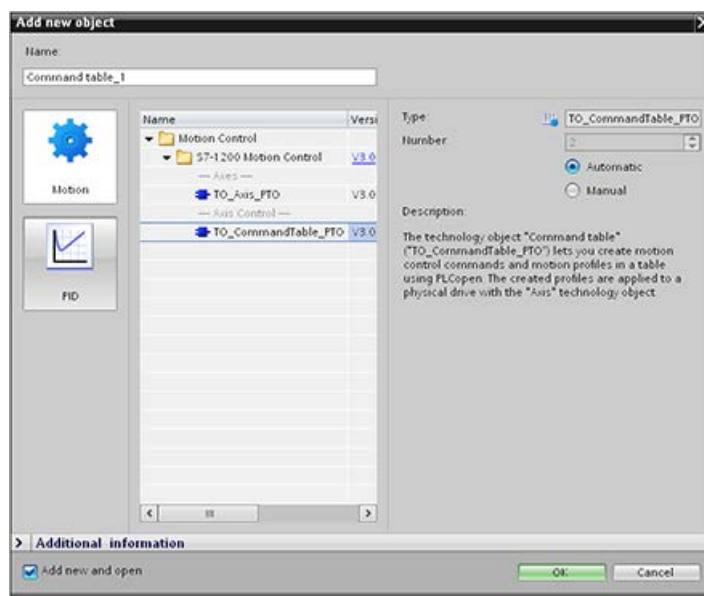 Add new object
Name:
Command table_1
Motion
PID
Name Versi
Motion Control
S7-1200 Motion Control V3.0
— Axes —
TO_Axis_PTO V3.0
— Axis Control —
TO_CommandTable_PTO V3.0
Type: TO_CommandTable_PTO
Number: 2
Automatic
Manual
Description:
The technology object "Command table"
("TO_CommandTable_PTO") lets you create motion
control commands and motion profiles in a table
using PLCopen. The created profiles are applied to a
physical drive with the "Axis" technology object.
Additional information
Add new and open
OK Cancel